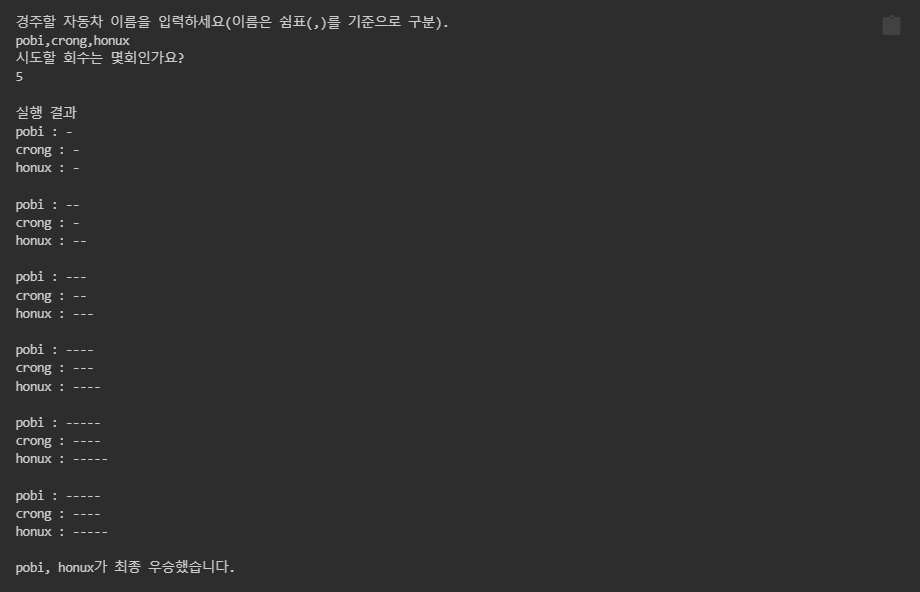 경주할 자동차 이름을 입력하세요(이름은 쉼표(,)를 기준으로 구분).
pobi,crong,honux
시도할 회수는 몇회인가요?
5
실행 결과
pobi : -
crong : -
honux : -
pobi : --
crong : -
honux : --
pobi : ---
crong : --
honux : ---
pobi : ----
crong : ---
honux : ----
pobi : -----
crong : ----
honux : -----
pobi : -----
crong : ----
honux : -----
pobi, honux가 최종 우승했습니다.